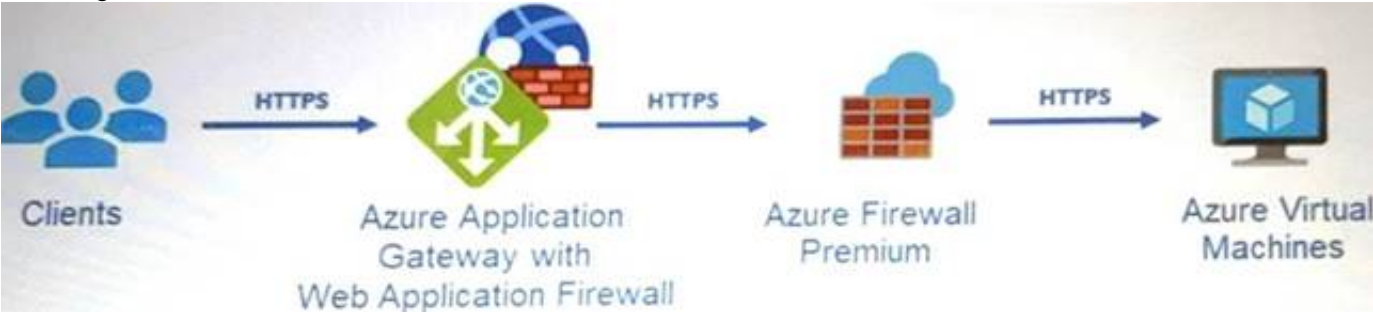 HTTPS
HTTPS
HTTPS
Clients
Azure Application
Gateway with
Web Application Firewall
Azure Firewall
Premium
Azure Virtual
Machines